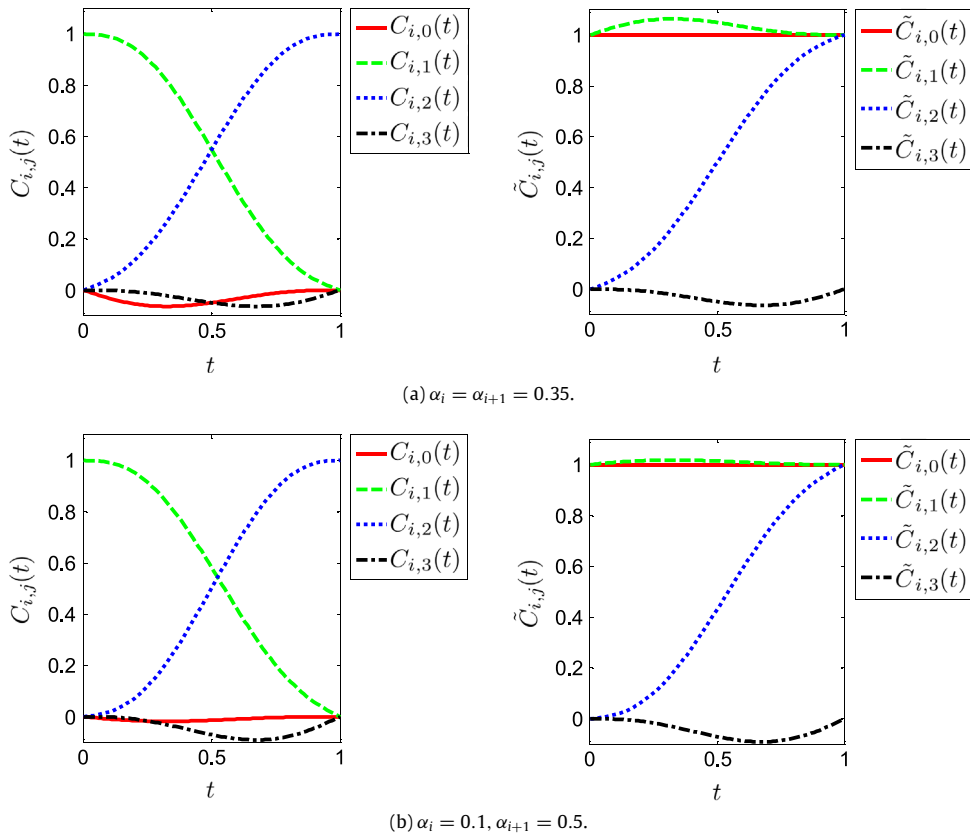 C_{i,j}(t)
1
0.8
0.6
0.4
0.2
0
0 0.5 1
t
C_{i,0}(t)
C_{i,1}(t)
C_{i,2}(t)
C_{i,3}(t)
C̃_{i,j}(t)
1
0.8
0.6
0.4
0.2
0
0 0.5 1
t
C̃_{i,0}(t)
C̃_{i,1}(t)
C̃_{i,2}(t)
C̃_{i,3}(t)
(a) α_i = α_{i+1} = 0.35.
C_{i,j}(t)
1
0.8
0.6
0.4
0.2
0
0 0.5 1
t
C_{i,0}(t)
C_{i,1}(t)
C_{i,2}(t)
C_{i,3}(t)
C̃_{i,j}(t)
1
0.8
0.6
0.4
0.2
0
0 0.5 1
t
C̃_{i,0}(t)
C̃_{i,1}(t)
C̃_{i,2}(t)
C̃_{i,3}(t)
(b) α_i = 0.1, α_{i+1} = 0.5.